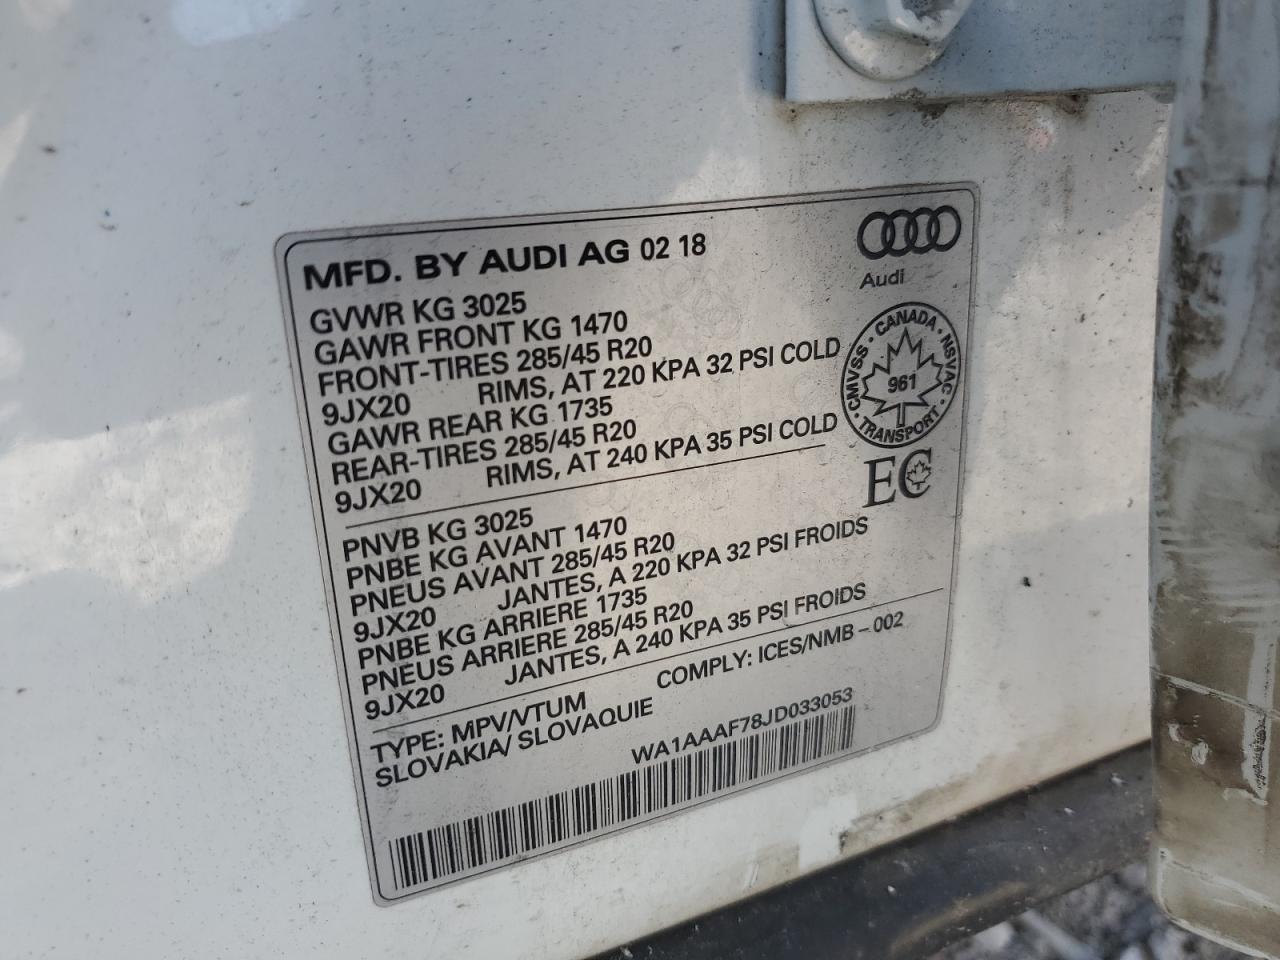 MFD. BY AUDI AG 02 18
Audi
GVWR KG 3025
GAWR FRONT KG 1470
FRONT-TIRES 285/45 R20
9JX20 RIMS, AT 220 KPA 32 PSI COLD
GAWR REAR KG 1735
REAR-TIRES 285/45 R20
9JX20 RIMS, AT 240 KPA 35 PSI COLD
CANADA · NSVAC · TRANSPORT · CMVSS ·
961
EC
PNVB KG 3025
PNBE KG AVANT 1470
PNEUS AVANT 285/45 R20
9JX20 JANTES, A 220 KPA 32 PSI FROIDS
PNBE KG ARRIERE 1735
PNEUS ARRIERE 285/45 R20
9JX20 JANTES, A 240 KPA 35 PSI FROIDS
TYPE: MPV/VTUM COMPLY: ICES/NMB-002
SLOVAKIA/ SLOVAQUIE
WA1AAAF78JD033053